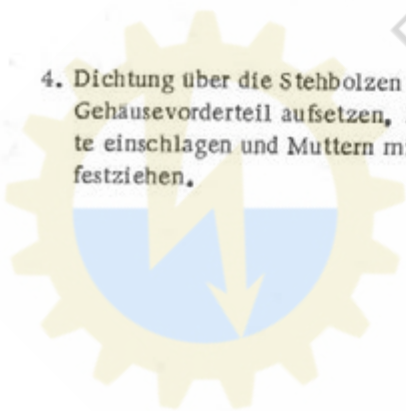 4. Dichtung über die Stehbolzen
Gehäusevorderteil aufsetzen.
te einschlagen und Muttern
festziehen.